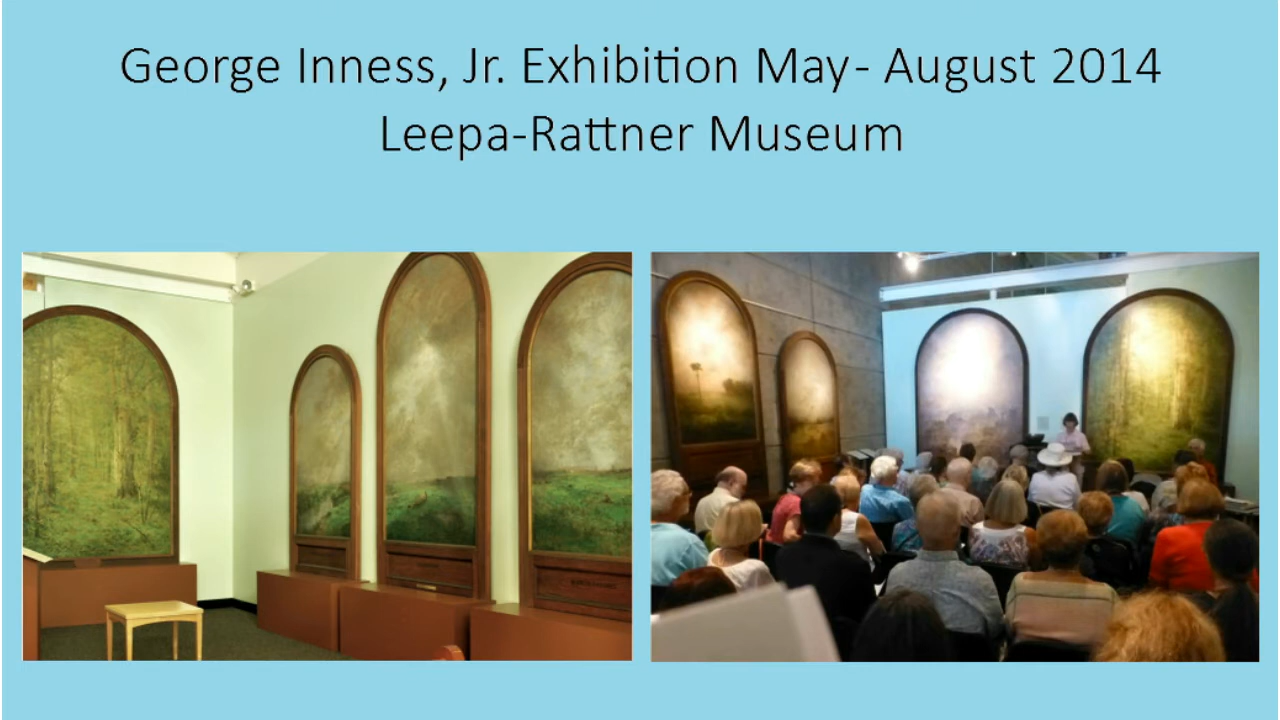 George Inness, Jr. Exhibition May- August 2014
Leepa-Rattner Museum